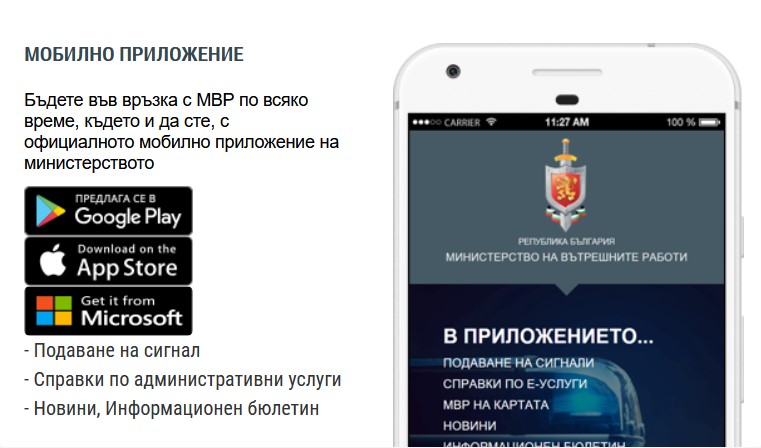 МОБИЛНО ПРИЛОЖЕНИЕ
Бъдете във връзка с МВР по всяко
време, където и да сте, с
официалното мобилно приложение на
министерството
ПРЕДЛАГА СЕ В
Google Play
Download on the
App Store
Get it from
Microsoft
- Подаване на сигнал
- Справки по административни услуги
- Новини, Информационен бюлетин
CARRIER 11:27 AM 100 %
РЕПУБЛИКА БЪЛГАРИЯ
МИНИСТЕРСТВО НА ВЪТРЕШНИТЕ РАБОТИ
В ПРИЛОЖЕНИЕТО...
ПОДАВАНЕ НА СИГНАЛИ
СПРАВКИ ПО Е-УСЛУГИ
МВР НА КАРТАТА
НОВИНИ
ИНФОРМАЦИОНЕН БЮЛЕТИН